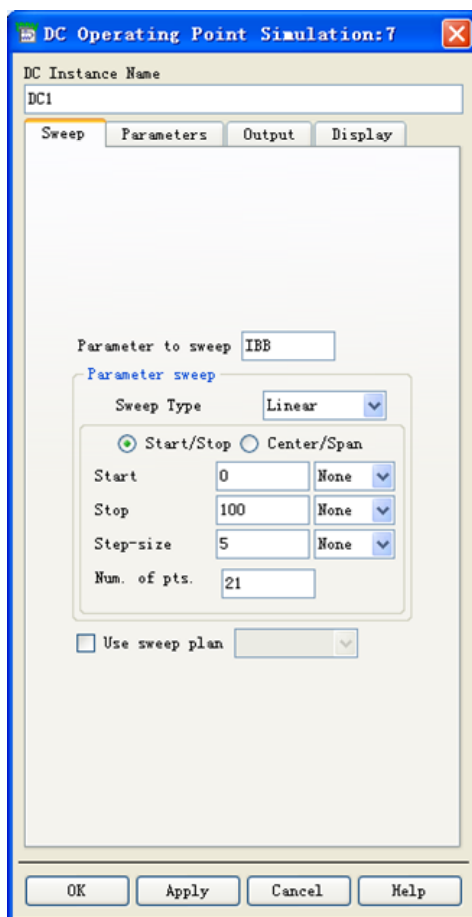 DC Operating Point Simulation:7
DC Instance Name
DC1
Sweep Parameters Output Display
Parameter to sweep IBB
Parameter sweep
Sweep Type Linear
Start/Stop Center/Span
Start 0 None
Stop 100 None
Step-size 5 None
Num. of pts. 21
Use sweep plan
OK Apply Cancel Help